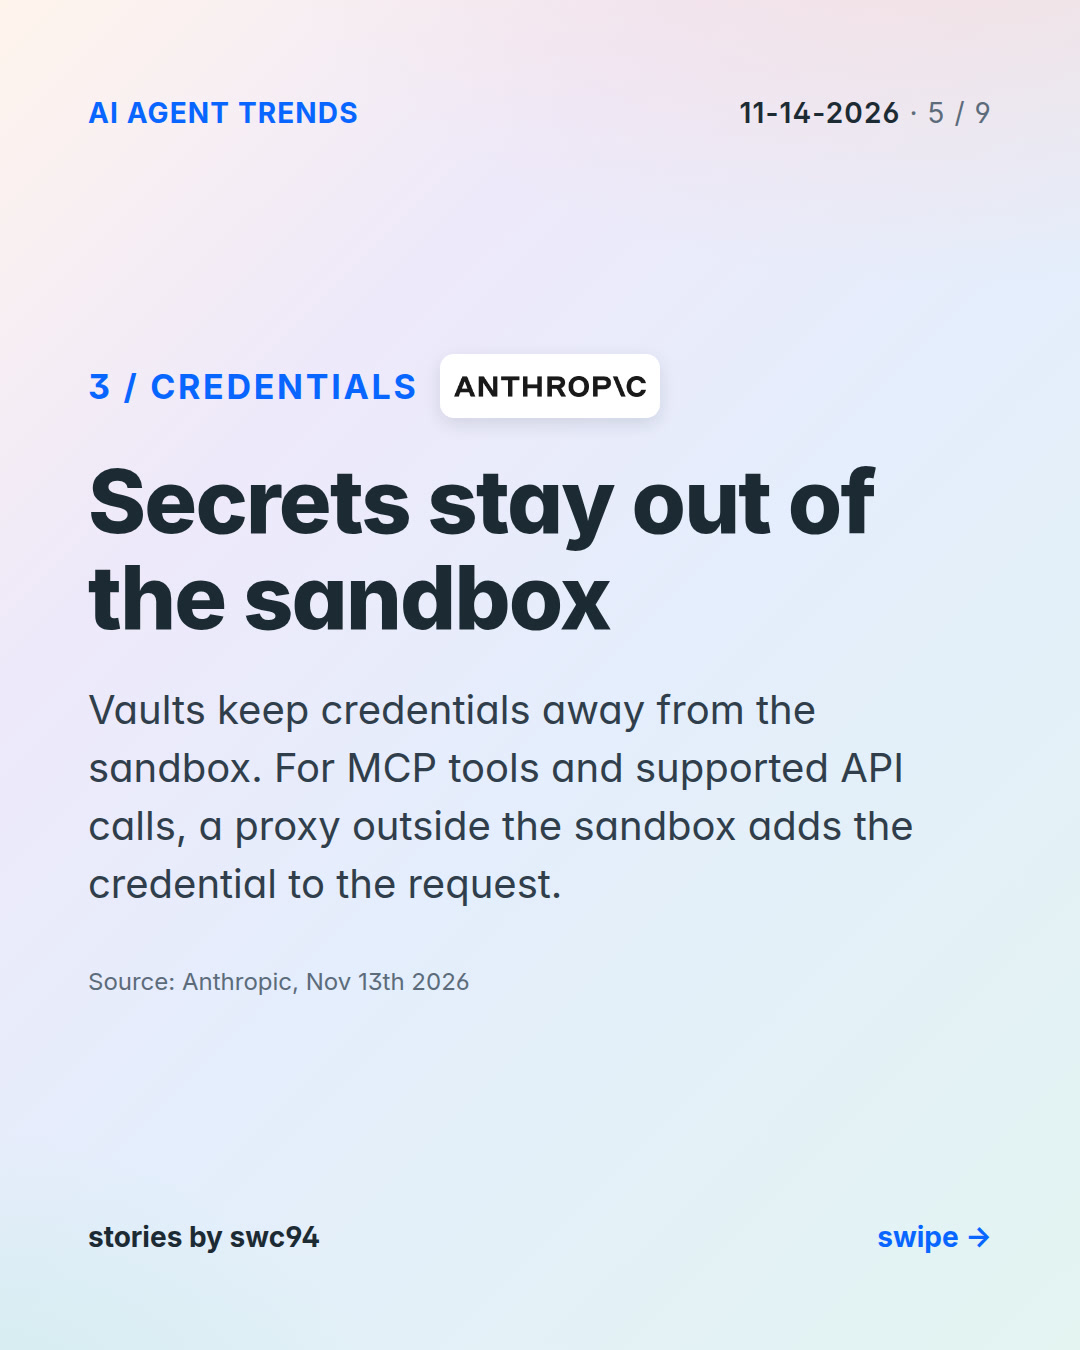 AI AGENT TRENDS
11-14-2026 · 5 / 9
3 / CREDENTIALS
ANTHROP\C
Secrets stay out of
the sandbox
Vaults keep credentials away from the
sandbox. For MCP tools and supported API
calls, a proxy outside the sandbox adds the
credential to the request.
Source: Anthropic, Nov 13th 2026
stories by swc94
swipe →